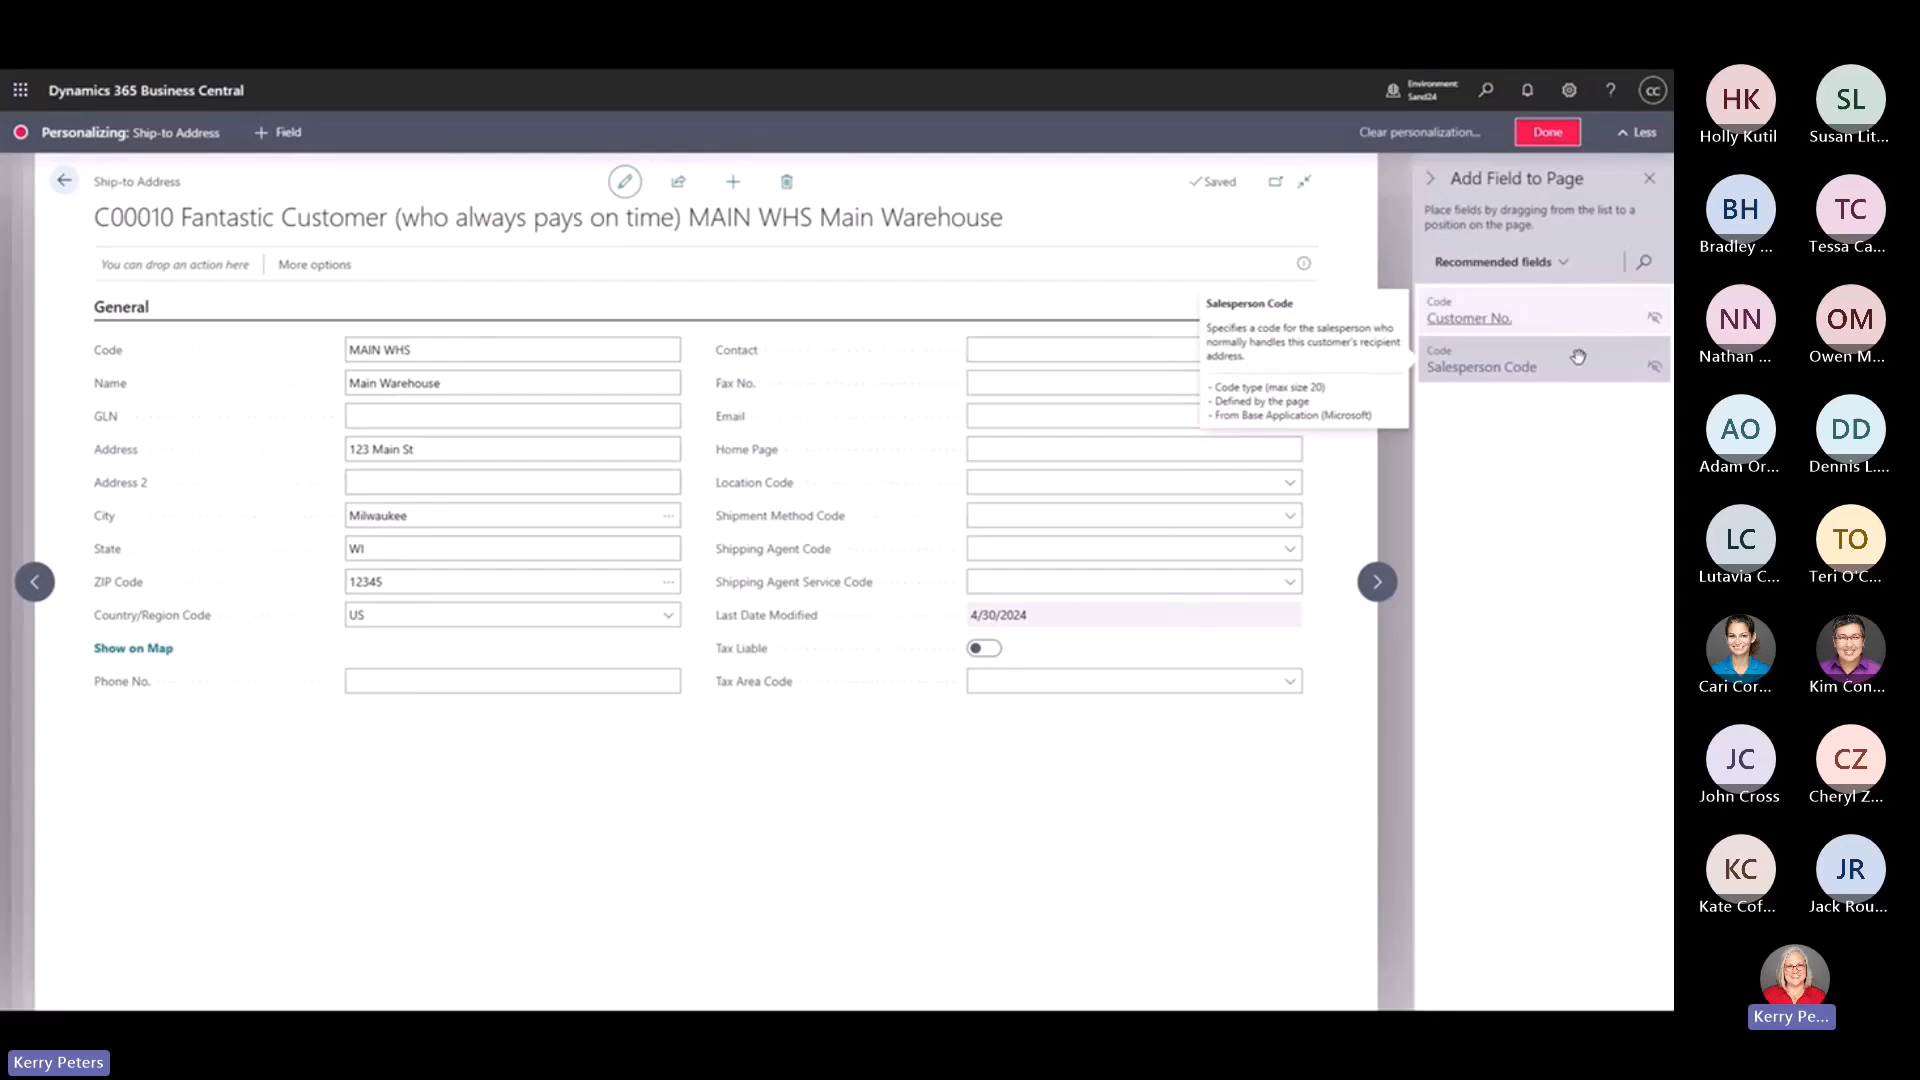 Dynamics 365 Business Central
Environment:
Sand24
?
CC
Personalizing: Ship-to Address
+ Field
Clear personalization...
Done
Less
Ship-to Address
Saved
C00010 Fantastic Customer (who always pays on time) MAIN WHS Main Warehouse
You can drop an action here
More options
General
Code
MAIN WHS
Name
Main Warehouse
GLN
Address
123 Main St
Address 2
City
Milwaukee
State
WI
ZIP Code
12345
Country/Region Code
US
Show on Map
Phone No.
Contact
Fax No.
Email
Home Page
Location Code
Shipment Method Code
Shipping Agent Code
Shipping Agent Service Code
Last Date Modified
4/30/2024
Tax Liable
Tax Area Code
Salesperson Code
Specifies a code for the salesperson who
normally handles this customer's recipient
address.
- Code type (max size 20)
- Defined by the page
- From Base Application (Microsoft)
Add Field to Page
Place fields by dragging from the list to a
position on the page.
Recommended fields
Code
Customer No.
Code
Salesperson Code
HK
Holly Kutil
SL
Susan Lit...
BH
Bradley ...
TC
Tessa Ca...
NN
Nathan ...
OM
Owen M...
AO
Adam Or...
DD
Dennis L....
LC
Lutavia C...
TO
Teri O'C...
Cari Cor...
Kim Con...
JC
John Cross
CZ
Cheryl Z...
KC
Kate Cof...
JR
Jack Rou...
Kerry Pe...
Kerry Peters